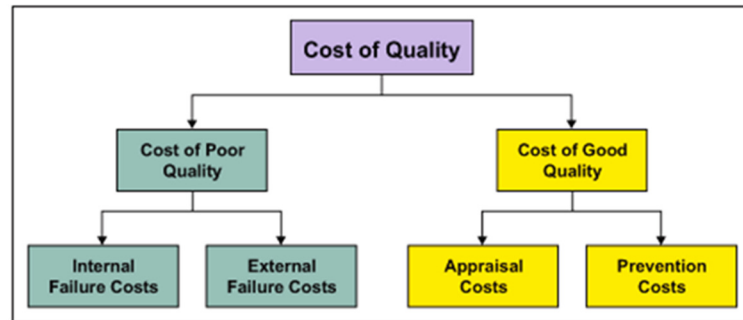 Cost of Quality
Cost of Poor
Quality
Cost of Good
Quality
Internal
Failure Costs
External
Failure Costs
Appraisal
Costs
Prevention
Costs